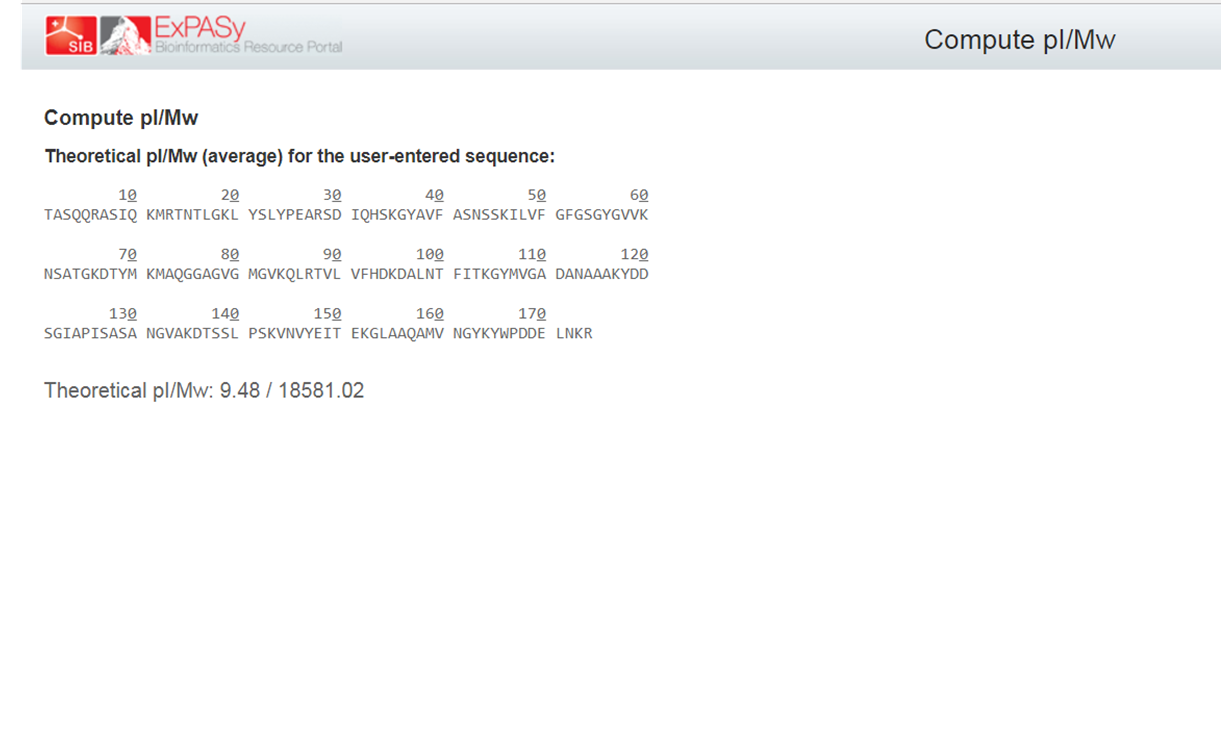 SIB
ExPASy
Bioinformatics Resource Portal
Compute pI/Mw
Compute pI/Mw
Theoretical pI/Mw (average) for the user-entered sequence:
10 20 30 40 50 60
TASQQRASIQ KMRTNTLGKL YSLYPEARSD IQHSKGYAVF ASNSSKILVF GFGSGYGVVK
70 80 90 100 110 120
NSATGKDTYM KMAQGGAGVG MGVKQLRTVL VFHDKDALNT FITKGYMVGA DANAAAKYDD
130 140 150 160 170
SGIAPISASA NGVAKDTSSL PSKVNVYEIT EKGLAAQAMV NGYKYWPDDE LNKR
Theoretical pI/Mw: 9.48 / 18581.02